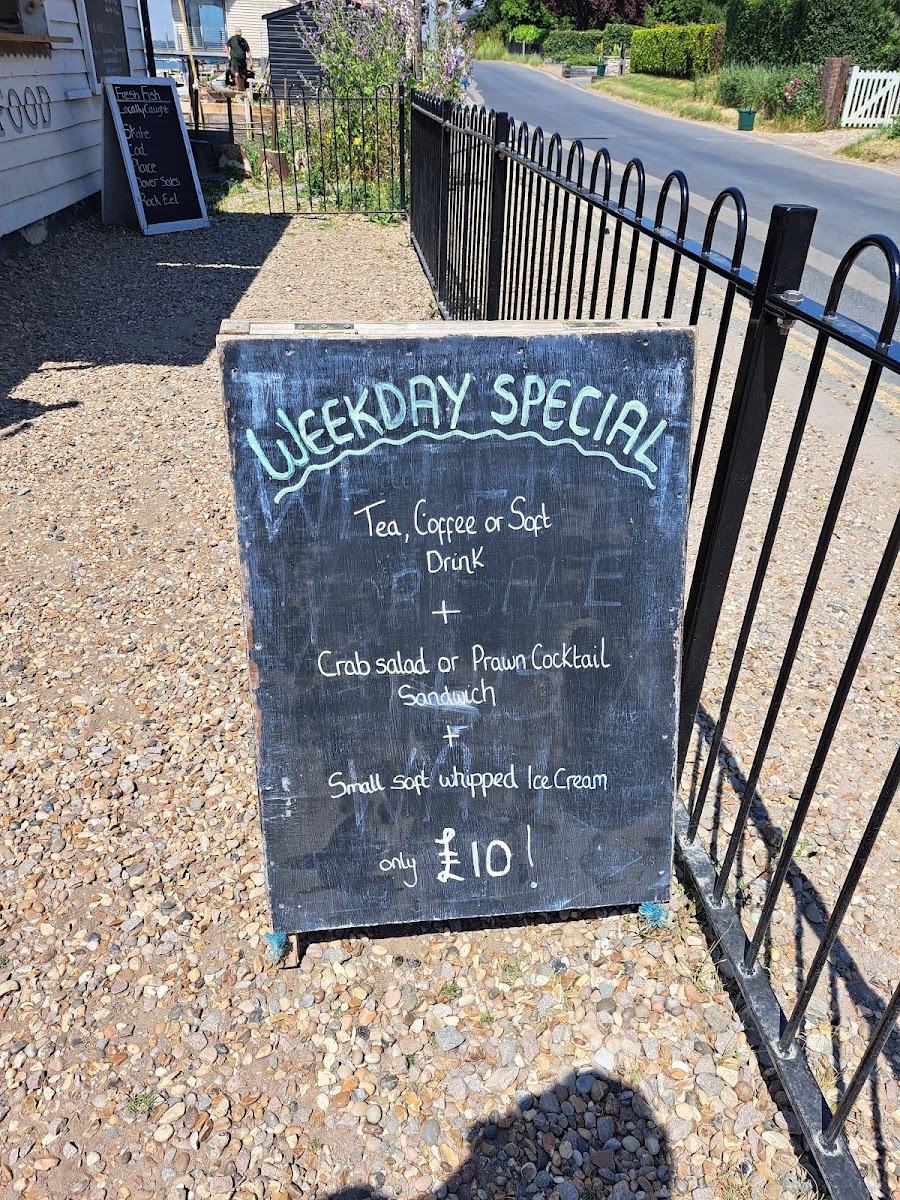 WEEKDAY SPECIAL
Tea, Coffee or Soft
Drink
+
Crab salad or Prawn Cocktail
Sandwich
+
Small soft whipped Ice Cream
only £10!
Fresh Fish
Locally Caught
Skate
Cod
Plaice
Dover Soles
Rock Eel
FOOD